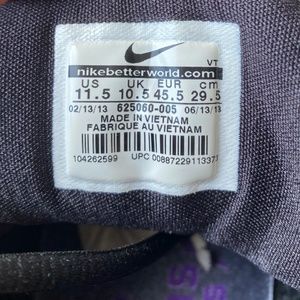 VT
nikebetterworld.com
US UK EUR cm
11.5 10.5 45.5 29.5
02/13/13 625060-005 06/13/13
MADE IN VIETNAM
FABRIQUE AU VIETNAM
104262599 UPC 00887229113373